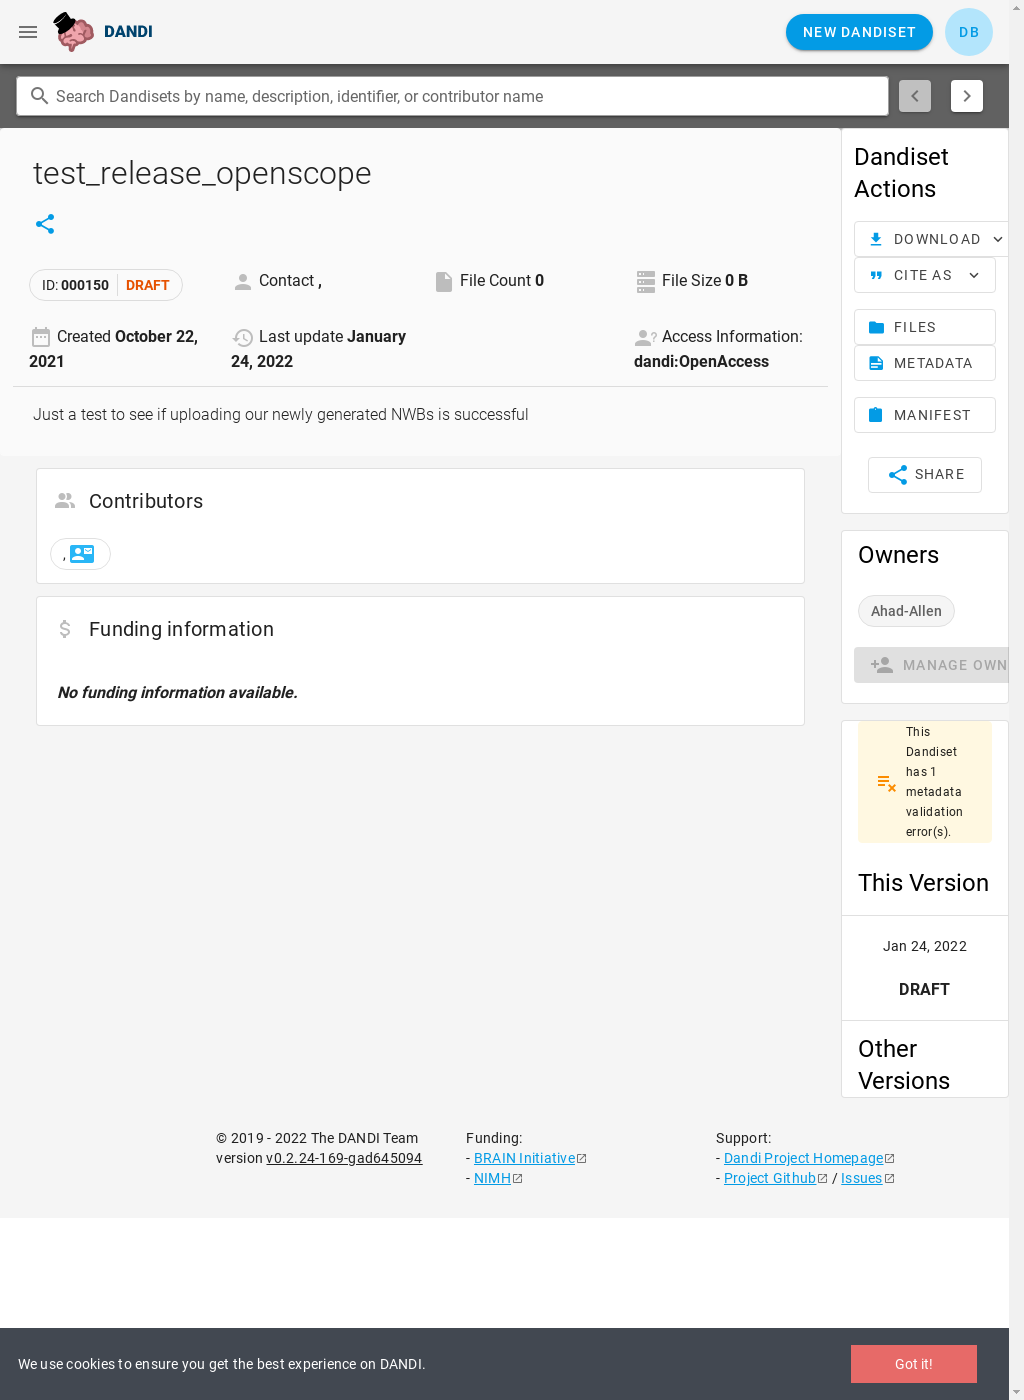 DANDI
NEW DANDISET
DB
Search Dandisets by name, description, identifier, or contributor name
test_release_openscope
ID: 000150 DRAFT
Contact ,
File Count 0
File Size 0 B
Created October 22,
2021
Last update January
24, 2022
Access Information:
dandi:OpenAccess
Just a test to see if uploading our newly generated NWBs is successful
Contributors
,
Funding information
No funding information available.
Dandiset
Actions
DOWNLOAD
CITE AS
FILES
METADATA
MANIFEST
SHARE
Owners
Ahad-Allen
MANAGE OWN
This
Dandiset
has 1
metadata
validation
error(s).
This Version
Jan 24, 2022
DRAFT
Other
Versions
© 2019 - 2022 The DANDI Team
version v0.2.24-169-gad645094
Funding:
- BRAIN Initiative
- NIMH
Support:
- Dandi Project Homepage
- Project Github / Issues
We use cookies to ensure you get the best experience on DANDI.
Got it!